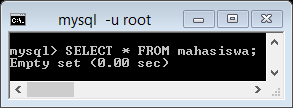 mysql -u root
mysql> SELECT * FROM mahasiswa;
Empty set (0.00 sec)